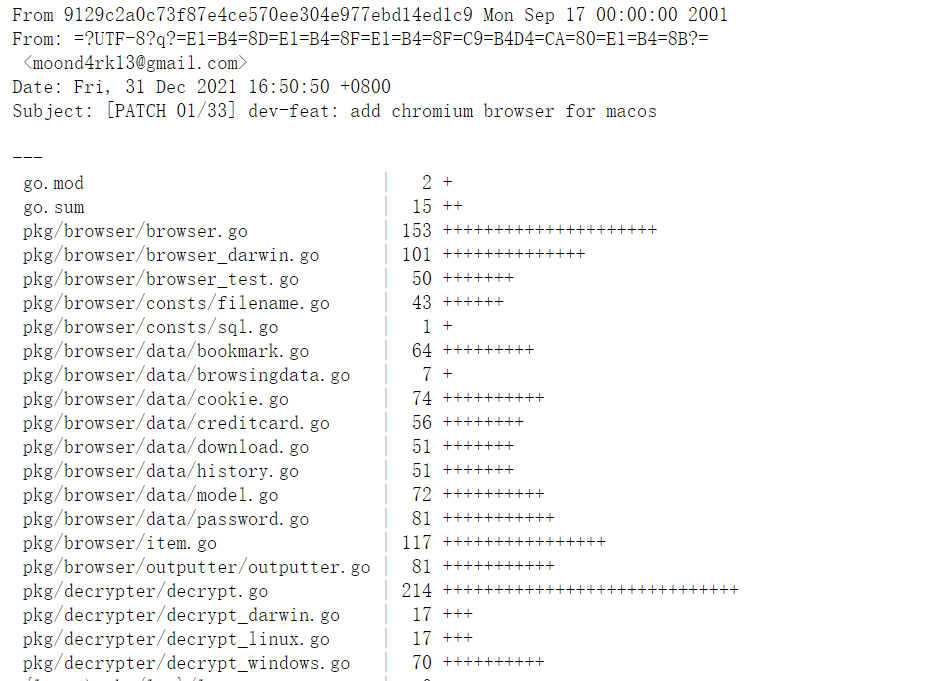 From 9129c2a0c73f87e4ce570ee304e977ebd14ed1c9 Mon Sep 17 00:00:00 2001
From: =?UTF-8?q?=E1=B4=8D=E1=B4=8F=E1=B4=8F=C9=B4D4=CA=80=E1=B4=8B?=
 <moond4rk13@gmail.com>
Date: Fri, 31 Dec 2021 16:50:50 +0800
Subject: [PATCH 01/33] dev-feat: add chromium browser for macos
---
 go.mod | 2 +
 go.sum | 15 ++
 pkg/browser/browser.go | 153 +++++++++++++++++++++
 pkg/browser/browser_darwin.go | 101 ++++++++++++++
 pkg/browser/browser_test.go | 50 +++++++
 pkg/browser/consts/filename.go | 43 ++++++
 pkg/browser/consts/sql.go | 1 +
 pkg/browser/data/bookmark.go | 64 +++++++++
 pkg/browser/data/browsingdata.go | 7 +
 pkg/browser/data/cookie.go | 74 ++++++++++
 pkg/browser/data/creditcard.go | 56 ++++++++
 pkg/browser/data/download.go | 51 +++++++
 pkg/browser/data/history.go | 51 +++++++
 pkg/browser/data/model.go | 72 ++++++++++
 pkg/browser/data/password.go | 81 +++++++++++
 pkg/browser/item.go | 117 ++++++++++++++++
 pkg/browser/outputter/outputter.go | 81 +++++++++++
 pkg/decrypter/decrypt.go | 214 +++++++++++++++++++++++++++++
 pkg/decrypter/decrypt_darwin.go | 17 +++
 pkg/decrypter/decrypt_linux.go | 17 +++
 pkg/decrypter/decrypt_windows.go | 70 ++++++++++